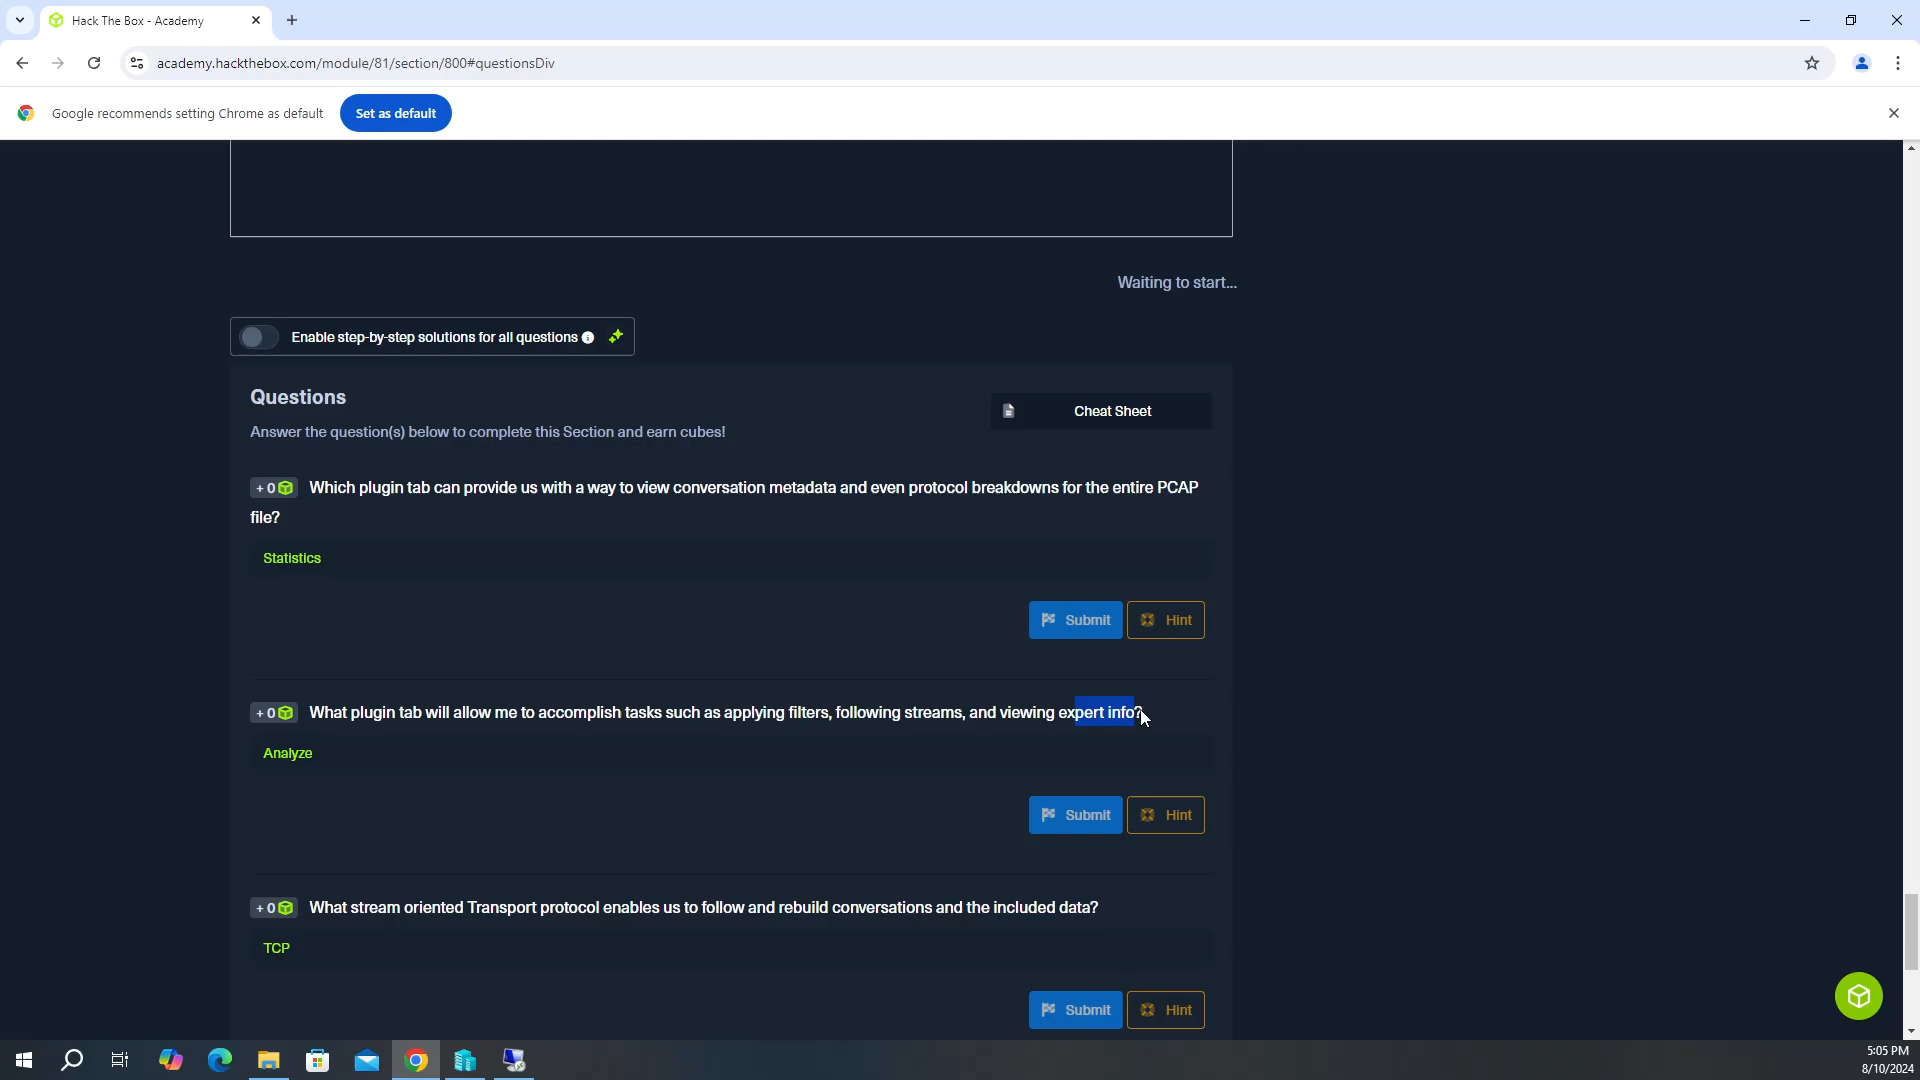 Hack The Box - Academy
academy.hackthebox.com/module/81/section/800#questionsDiv
Google recommends setting Chrome as default
Set as default
Waiting to start...
Enable step-by-step solutions for all questions
Questions
Cheat Sheet
Answer the question(s) below to complete this Section and earn cubes!
+ 0 Which plugin tab can provide us with a way to view conversation metadata and even protocol breakdowns for the entire PCAP
file?
Statistics
Submit Hint
+ 0 What plugin tab will allow me to accomplish tasks such as applying filters, following streams, and viewing expert info?
Analyze
Submit Hint
+ 0 What stream oriented Transport protocol enables us to follow and rebuild conversations and the included data?
TCP
Submit Hint
5:05 PM
8/10/2024